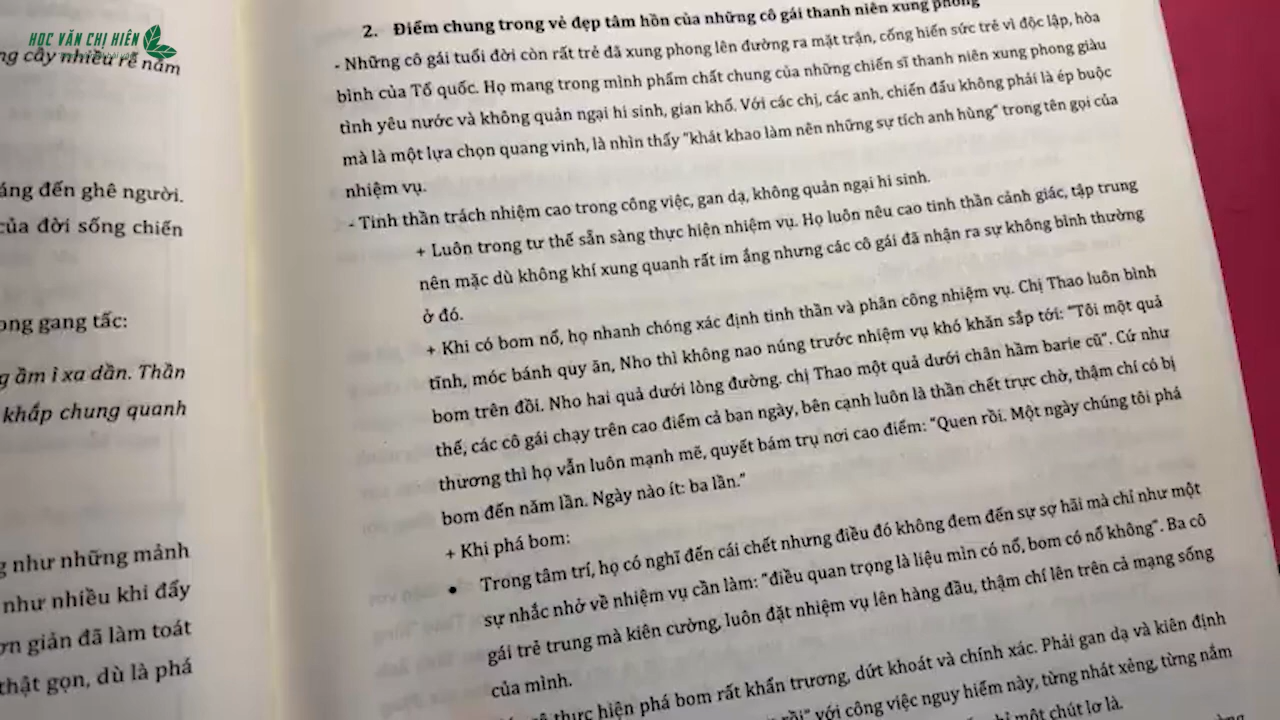 HỌC VĂN CHỊ HIÊN
ng cây nhiều rễ nằm
áng đến ghê người.
của đời sống chiến
ong gang tấc:
g ầm ì xa dần. Thần
khắp chung quanh
g như những mảnh
như nhiều khi đấy
ơn giản đã làm toát
thật gọn, dù là phá
2. Điểm chung trong vẻ đẹp tâm hồn của những cô gái thanh niên xung phong
- Những cô gái tuổi đời còn rất trẻ đã xung phong lên đường ra mặt trận, cống hiến sức trẻ vì độc lập, hòa
bình của Tổ quốc. Họ mang trong mình phẩm chất chung của những chiến sĩ thanh niên xung phong giàu
tình yêu nước và không quản ngại hi sinh, gian khổ. Với các chị, các anh, chiến đấu không phải là ép buộc
mà là một lựa chọn quang vinh, là nhìn thấy "khát khao làm nên những sự tích anh hùng" trong tên gọi của
nhiệm vụ.
- Tinh thần trách nhiệm cao trong công việc, gan dạ, không quản ngại hi sinh.
+ Luôn trong tư thế sẵn sàng thực hiện nhiệm vụ. Họ luôn nêu cao tinh thần cảnh giác, tập trung
nên mặc dù không khí xung quanh rất im ắng nhưng các cô gái đã nhận ra sự không bình thường
ở đó.
+ Khi có bom nổ, họ nhanh chóng xác định tinh thần và phân công nhiệm vụ. Chị Thao luôn bình
tĩnh, móc bánh quy ăn, Nho thì không nao núng trước nhiệm vụ khó khăn sắp tới: "Tôi một quả
bom trên đồi. Nho hai quả dưới lòng đường. chị Thao một quả dưới chân hầm barie cũ". Cứ như
thế, các cô gái chạy trên cao điểm cả ban ngày, bên cạnh luôn là thần chết trực chờ, thậm chí có bị
thương thì họ vẫn luôn mạnh mẽ, quyết bám trụ nơi cao điểm: "Quen rồi. Một ngày chúng tôi phá
bom đến năm lần. Ngày nào ít: ba lần."
+ Khi phá bom:
• Trong tâm trí, họ có nghĩ đến cái chết nhưng điều đó không đem đến sự sợ hãi mà chỉ như một
sự nhắc nhở về nhiệm vụ cần làm: "điều quan trọng là liệu mìn có nổ, bom có nổ không". Ba cô
gái trẻ trung mà kiên cường, luôn đặt nhiệm vụ lên hàng đầu, thậm chí lên trên cả mạng sống
của mình.
thực hiện phá bom rất khẩn trương, dứt khoát và chính xác. Phải gan dạ và kiên định
rồi" với công việc nguy hiểm này, từng nhát xẻng, từng nắm
một chút lơ là.